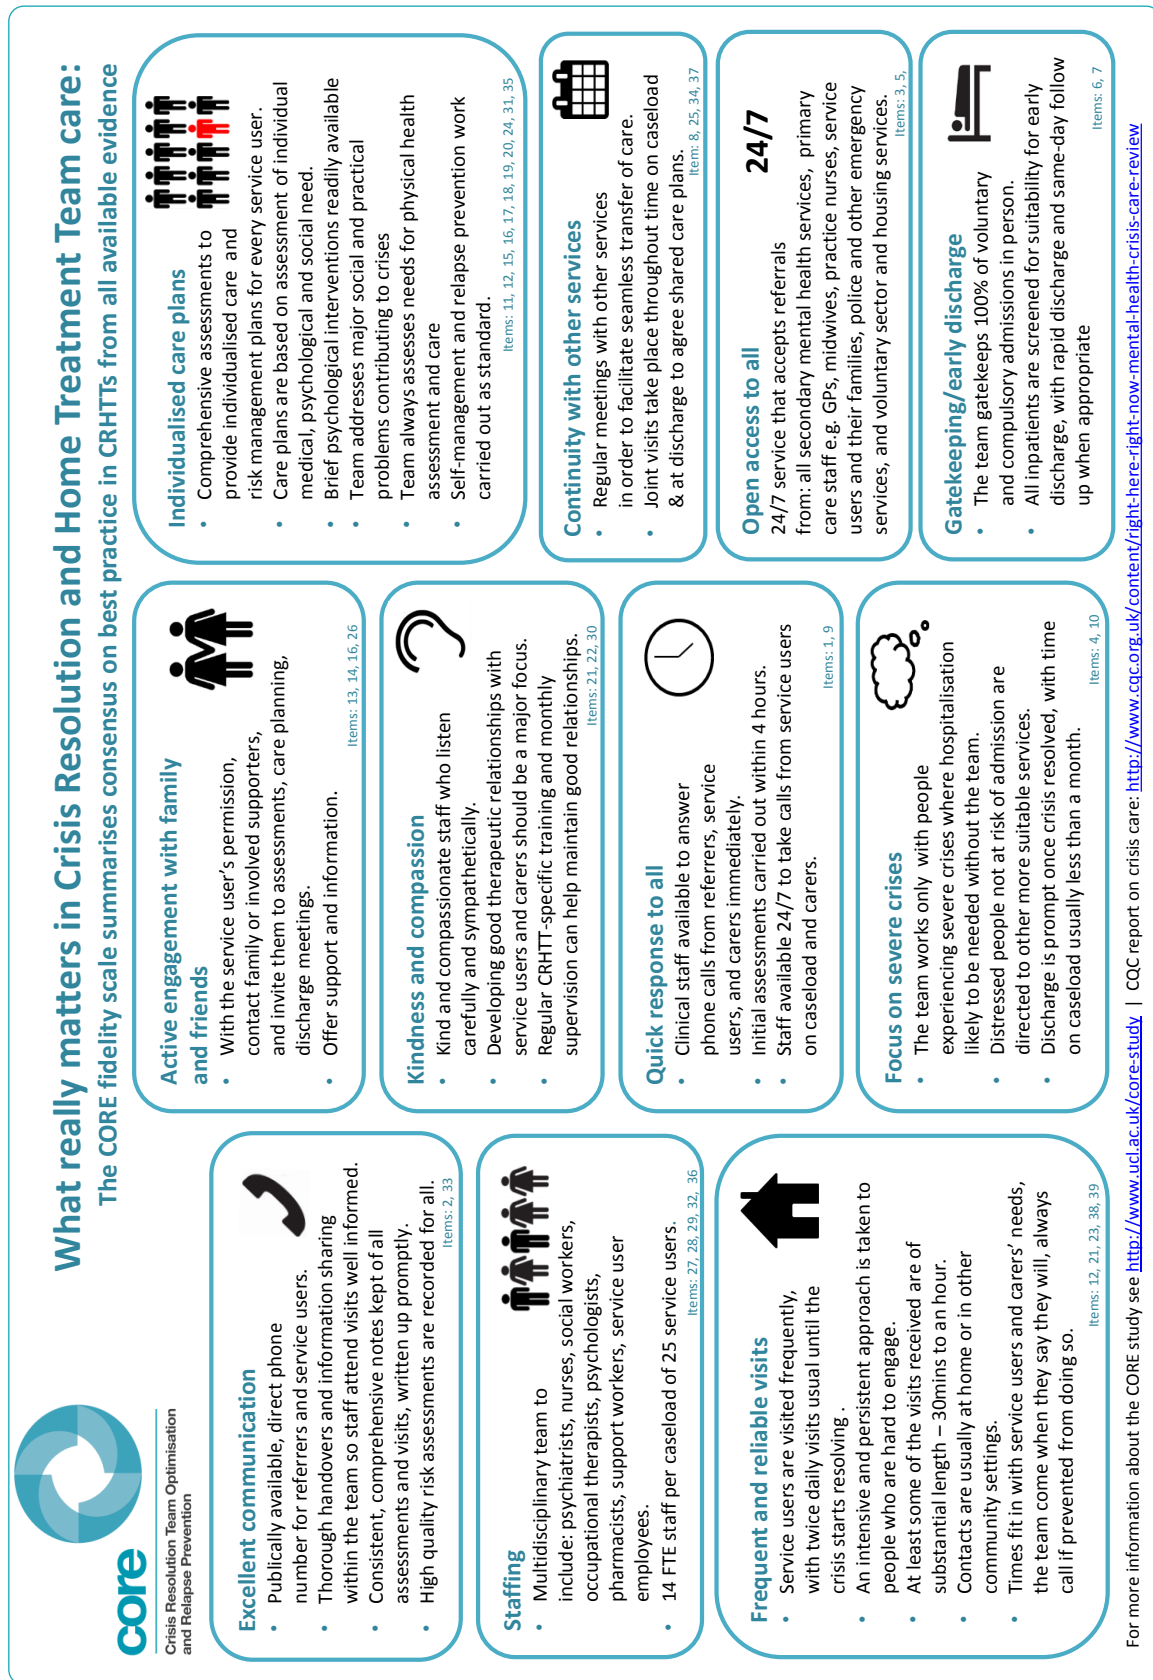 core
Crisis Resolution Team Optimisation
and Relapse Prevention
What really matters in Crisis Resolution and Home Treatment Team care:
The CORE fidelity scale summarises consensus on best practice in CRHTTs from all available evidence
Excellent communication
• Publically available, direct phone
number for referrers and service users.
• Thorough handovers and information sharing
within the team so staff attend visits well informed.
• Consistent, comprehensive notes kept of all
assessments and visits, written up promptly.
• High quality risk assessments are recorded for all.
Items: 2, 33
Staffing
• Multidisciplinary team to
include: psychiatrists, nurses, social workers,
occupational therapists, psychologists,
pharmacists, support workers, service user
employees.
• 14 FTE staff per caseload of 25 service users.
Items: 27, 28, 29, 32, 36
Frequent and reliable visits
• Service users are visited frequently,
with twice daily visits usual until the
crisis starts resolving .
• An intensive and persistent approach is taken to
people who are hard to engage.
• At least some of the visits received are of
substantial length – 30mins to an hour.
• Contacts are usually at home or in other
community settings.
• Times fit in with service users and carers' needs,
the team come when they say they will, always
call if prevented from doing so.
Items: 12, 21, 23, 38, 39
Active engagement with family
and friends
• With the service user's permission,
contact family or involved supporters,
and invite them to assessments, care planning,
discharge meetings.
• Offer support and information.
Items: 13, 14, 16, 26
Kindness and compassion
• Kind and compassionate staff who listen
carefully and sympathetically.
• Developing good therapeutic relationships with
service users and carers should be a major focus.
• Regular CRHTT-specific training and monthly
supervision can help maintain good relationships.
Items: 21, 22, 30
Quick response to all
• Clinical staff available to answer
phone calls from referrers, service
users, and carers immediately.
• Initial assessments carried out within 4 hours.
• Staff available 24/7 to take calls from service users
on caseload and carers.
Items: 1, 9
Focus on severe crises
• The team works only with people
experiencing severe crises where hospitalisation
likely to be needed without the team.
• Distressed people not at risk of admission are
directed to other more suitable services.
• Discharge is prompt once crisis resolved, with time
on caseload usually less than a month.
Items: 4, 10
Individualised care plans
• Comprehensive assessments to
provide individualised care and
risk management plans for every service user.
• Care plans are based on assessment of individual
medical, psychological and social need.
• Brief psychological interventions readily available
• Team addresses major social and practical
problems contributing to crises
• Team always assesses needs for physical health
assessment and care
• Self-management and relapse prevention work
carried out as standard.
Items: 11, 12, 15, 16, 17, 18, 19, 20, 24, 31, 35
Continuity with other services
• Regular meetings with other services
in order to facilitate seamless transfer of care.
• Joint visits take place throughout time on caseload
& at discharge to agree shared care plans.
Item: 8, 25, 34, 37
Open access to all
24/7
24/7 service that accepts referrals
from: all secondary mental health services, primary
care staff e.g. GPs, midwives, practice nurses, service
users and their families, police and other emergency
services, and voluntary sector and housing services.
Items: 3, 5,
Gatekeeping/early discharge
• The team gatekeeps 100% of voluntary
and compulsory admissions in person.
• All inpatients are screened for suitability for early
discharge, with rapid discharge and same-day follow
up when appropriate
Items: 6, 7
For more information about the CORE study see http://www.ucl.ac.uk/core-study | CQC report on crisis care: http://www.cqc.org.uk/content/right-here-right-now-mental-health-crisis-care-review